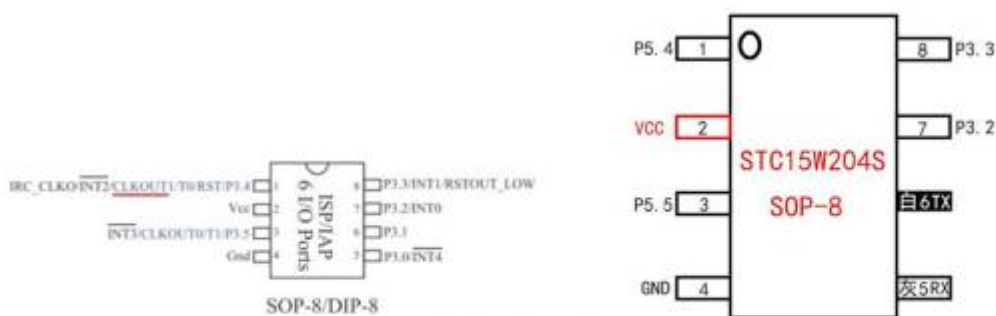 IRC_CLKO/INT2/CLKOUT1/T0/RST/P3.4 1
Vcc 2
INT3/CLKOUT0/T1/P3.5 3
Gnd 4
ISP/IAP
6 I/O Ports
8 P3.3/INT1/RSTOUT_LOW
7 P3.2/INT0
6 P3.1
5 P3.0/INT4
SOP-8/DIP-8
P5.4 1
VCC 2
P5.5 3
GND 4
STC15W204S
SOP-8
8 P3.3
7 P3.2
白6TX
灰5RX